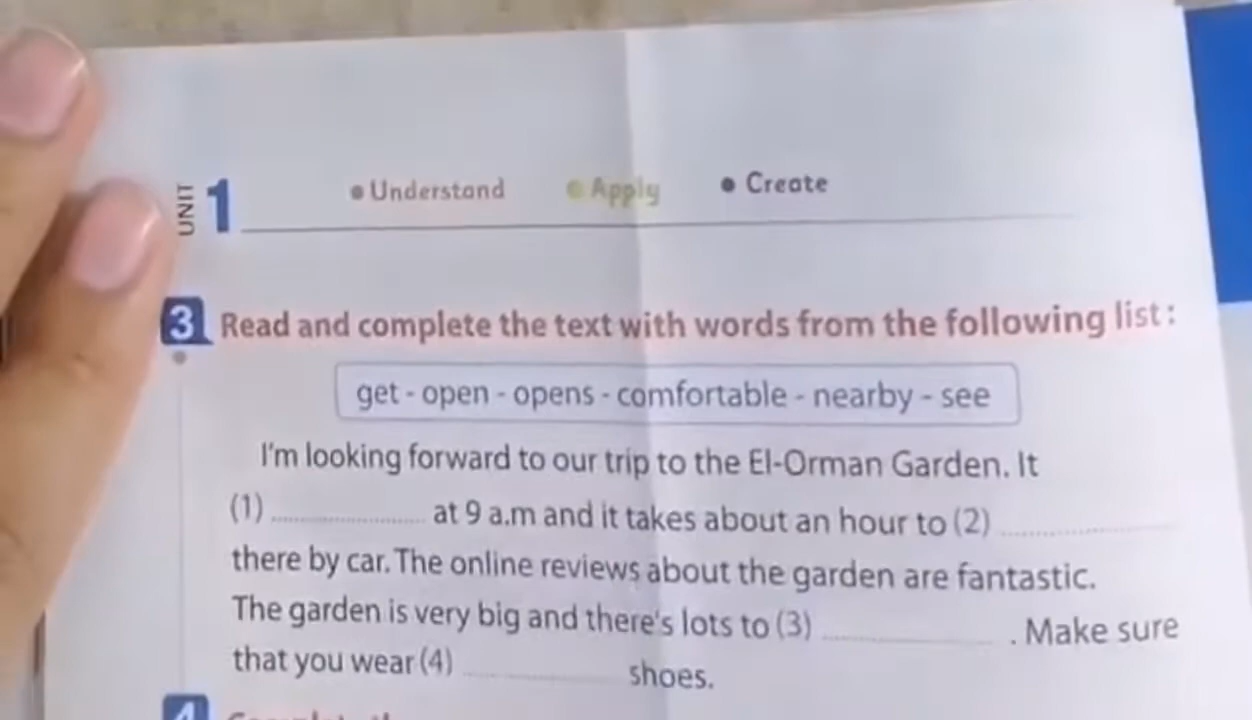 UNIT 1 • Understand • Apply • Create
3 Read and complete the text with words from the following list :
get - open - opens - comfortable - nearby - see
I'm looking forward to our trip to the El-Orman Garden. It
(1) .................... at 9 a.m and it takes about an hour to (2) ....................
there by car. The online reviews about the garden are fantastic.
The garden is very big and there's lots to (3) .................... . Make sure
that you wear (4) .................... shoes.
4